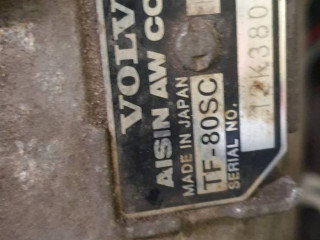 VOLV
AISIN AW CO
MADE IN JAPAN
TF-80SC
SERIAL NO.